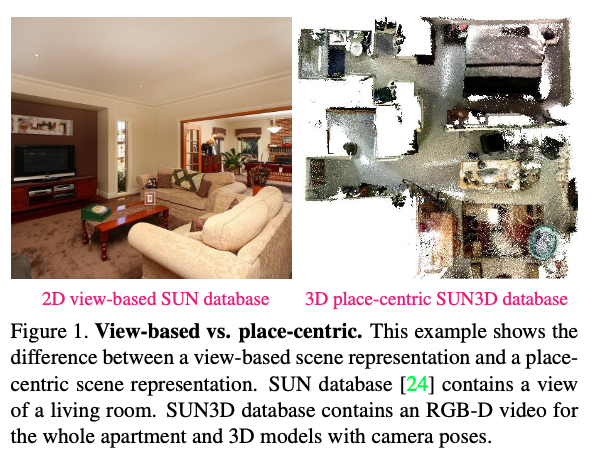 2D view-based SUN database
3D place-centric SUN3D database
Figure 1. View-based vs. place-centric. This example shows the
difference between a view-based scene representation and a place-
centric scene representation. SUN database [24] contains a view
of a living room. SUN3D database contains an RGB-D video for
the whole apartment and 3D models with camera poses.